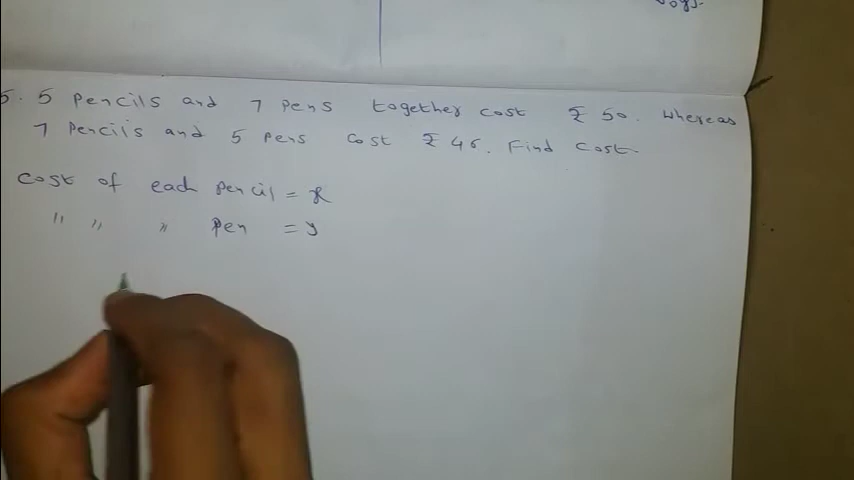 5. 5 pencils and 7 pens together cost ₹ 50. Whereas
7 pencils and 5 pens cost ₹ 46. Find cost.
cost of each pencil = x
" " " pen = y